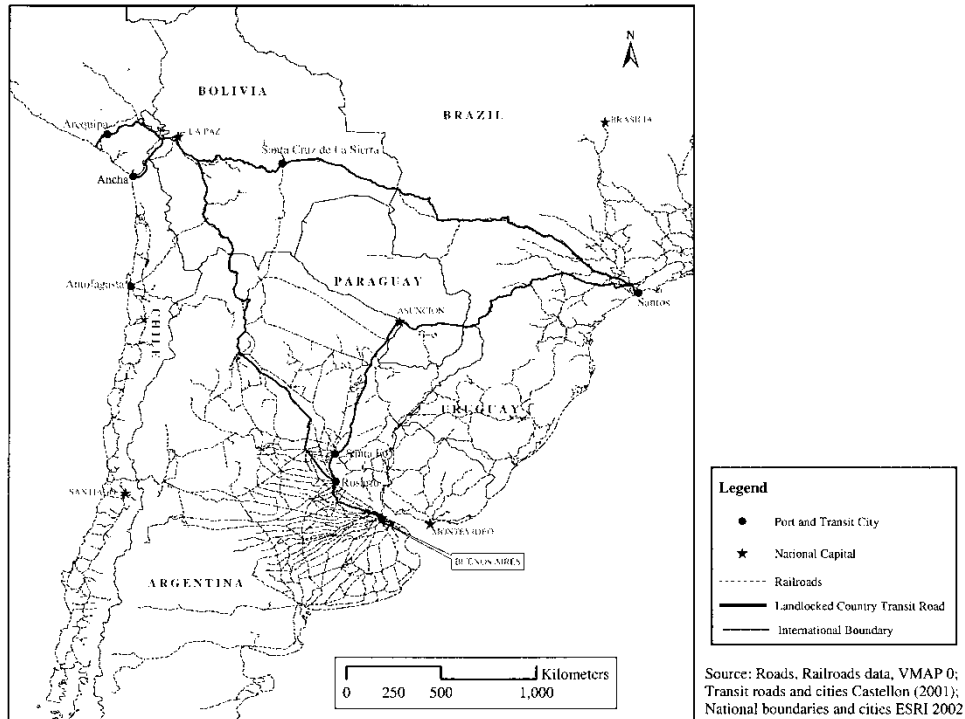 N
BOLIVIA
BRAZIL
BRASILIA
Arequipa
LA PAZ
Santa Cruz de La Sierra
Ancha
PARAGUAY
Antofagasta
ASUNCION
Santos
CHILE
URUGUAY
Rosario
SANTIAGO
MONTEVIDEO
BUENOS AIRES
ARGENTINA
Kilometers
0 250 500 1,000
Legend
Port and Transit City
National Capital
Railroads
Landlocked Country Transit Road
International Boundary
Source: Roads, Railroads data, VMAP 0;
Transit roads and cities Castellon (2001);
National boundaries and cities ESRI 2002